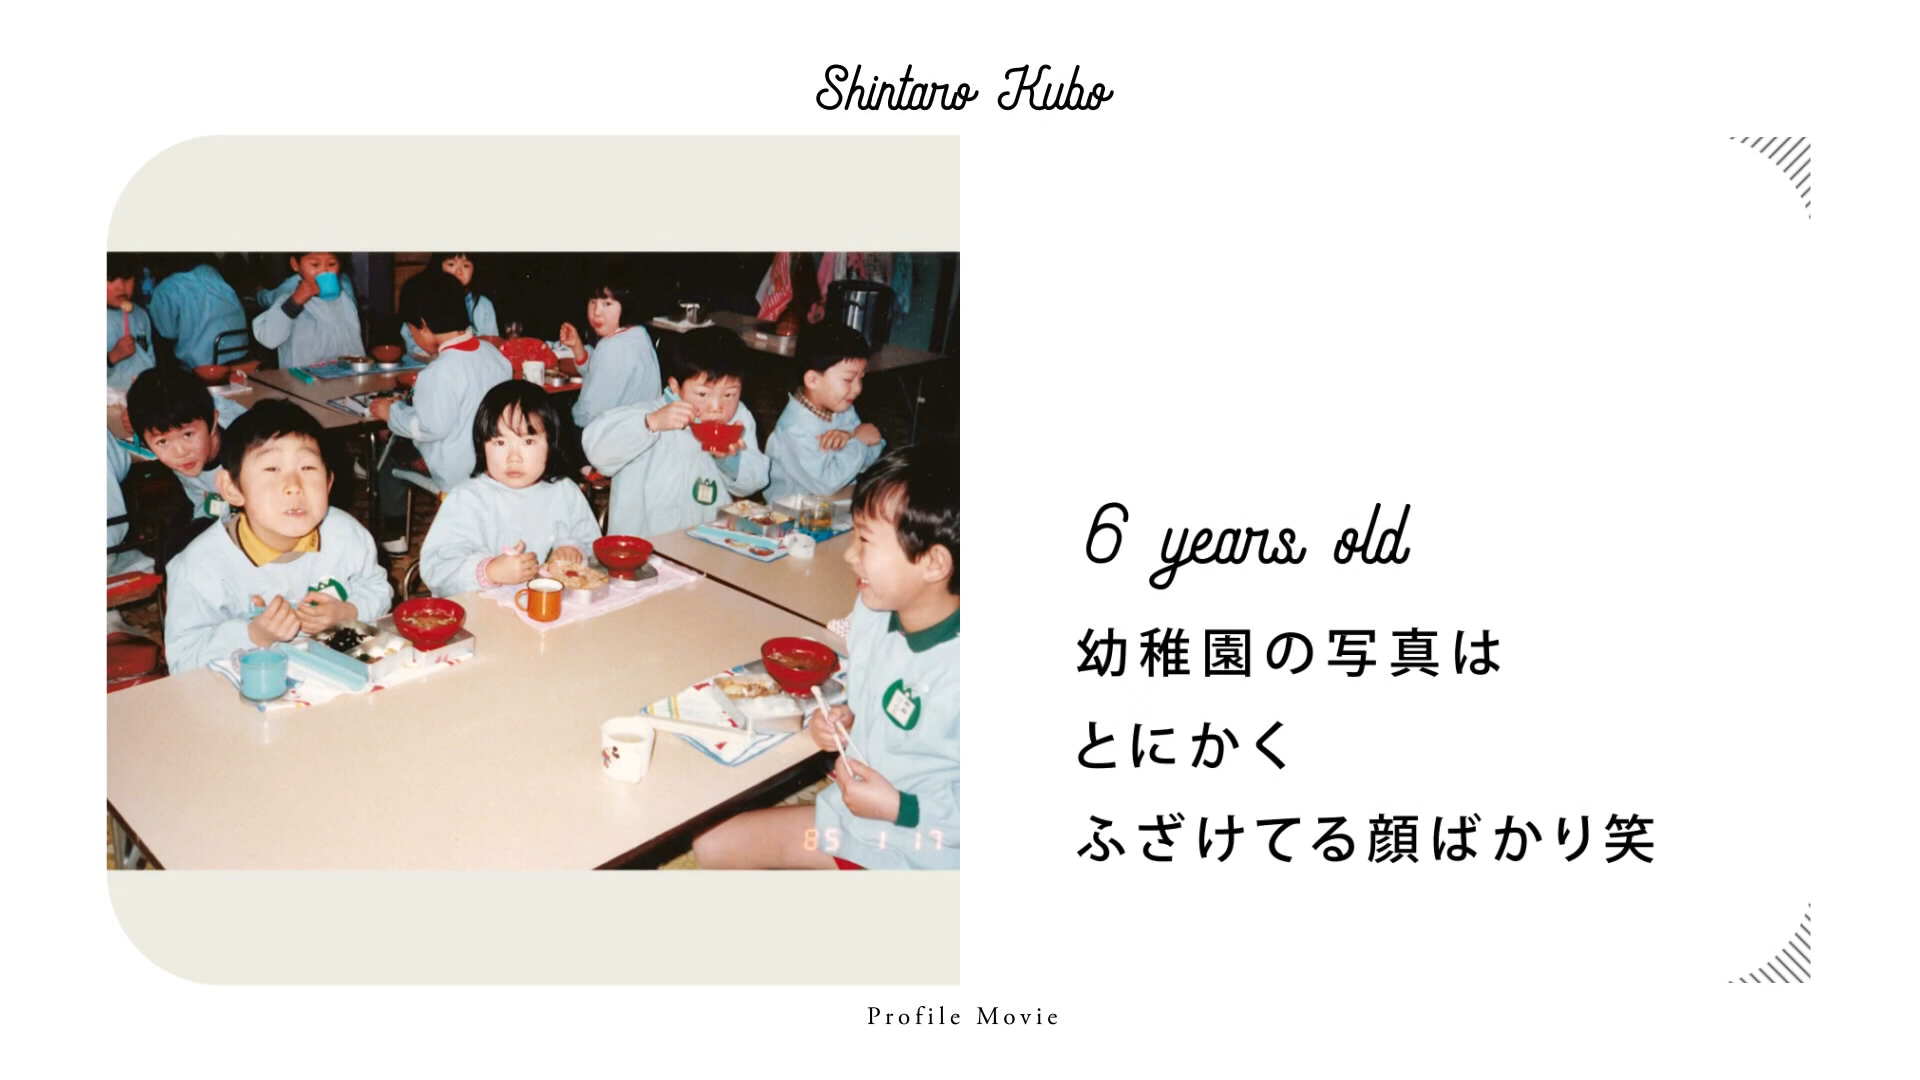 Shintaro Kubo
85 1 17
6 years old
幼稚園の写真は
とにかく
ふざけてる顔ばかり笑
Profile Movie